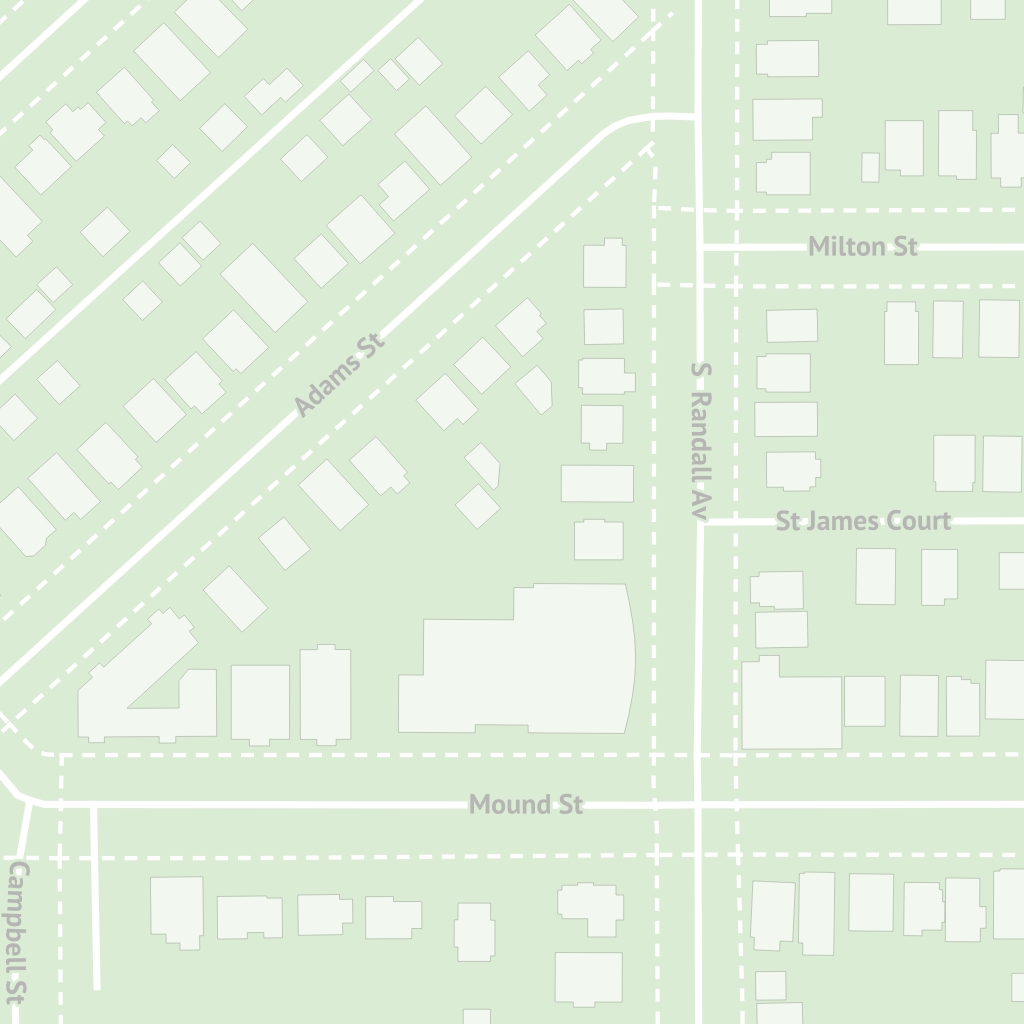 Milton St
Adams St
S Randall Av
St James Court
Mound St
Campbell St